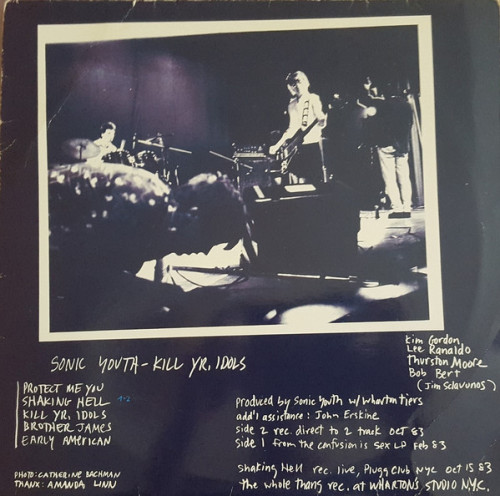 Kim Gordon
Lee Ranaldo
Thurston Moore
Bob Bert
(Jim Sclavunos)
SONIC YOUTH - KILL YR. IDOLS
PROTECT ME YOU
SHAKING HELL 1-2
KILL YR. IDOLS
BROTHER JAMES
EARLY AMERICAN
PHOTO: CATHERINE BACHMAN
THANX: AMANDA LINN
produced by Sonic Youth w/ Wharton tiers
add'l assistance: John Erskine
side 2 rec. direct to 2 track OCT 83
side 1 from the confusion is sex LP Feb 83
shaking Hell rec. live, Plugg Club NYC Oct 15 83
the whole thang rec. at WHARTON'S STUDIO N.Y.C.